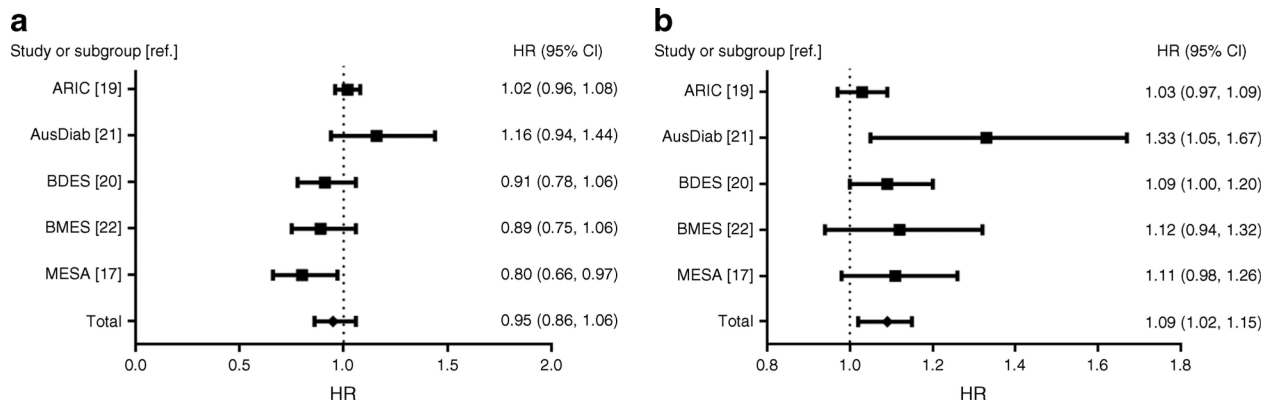 a
Study or subgroup [ref.] HR (95% CI)
ARIC [19] 1.02 (0.96, 1.08)
AusDiab [21] 1.16 (0.94, 1.44)
BDES [20] 0.91 (0.78, 1.06)
BMES [22] 0.89 (0.75, 1.06)
MESA [17] 0.80 (0.66, 0.97)
Total 0.95 (0.86, 1.06)
0.0 0.5 1.0 1.5 2.0
HR
b
Study or subgroup [ref.] HR (95% CI)
ARIC [19] 1.03 (0.97, 1.09)
AusDiab [21] 1.33 (1.05, 1.67)
BDES [20] 1.09 (1.00, 1.20)
BMES [22] 1.12 (0.94, 1.32)
MESA [17] 1.11 (0.98, 1.26)
Total 1.09 (1.02, 1.15)
0.8 1.0 1.2 1.4 1.6 1.8
HR